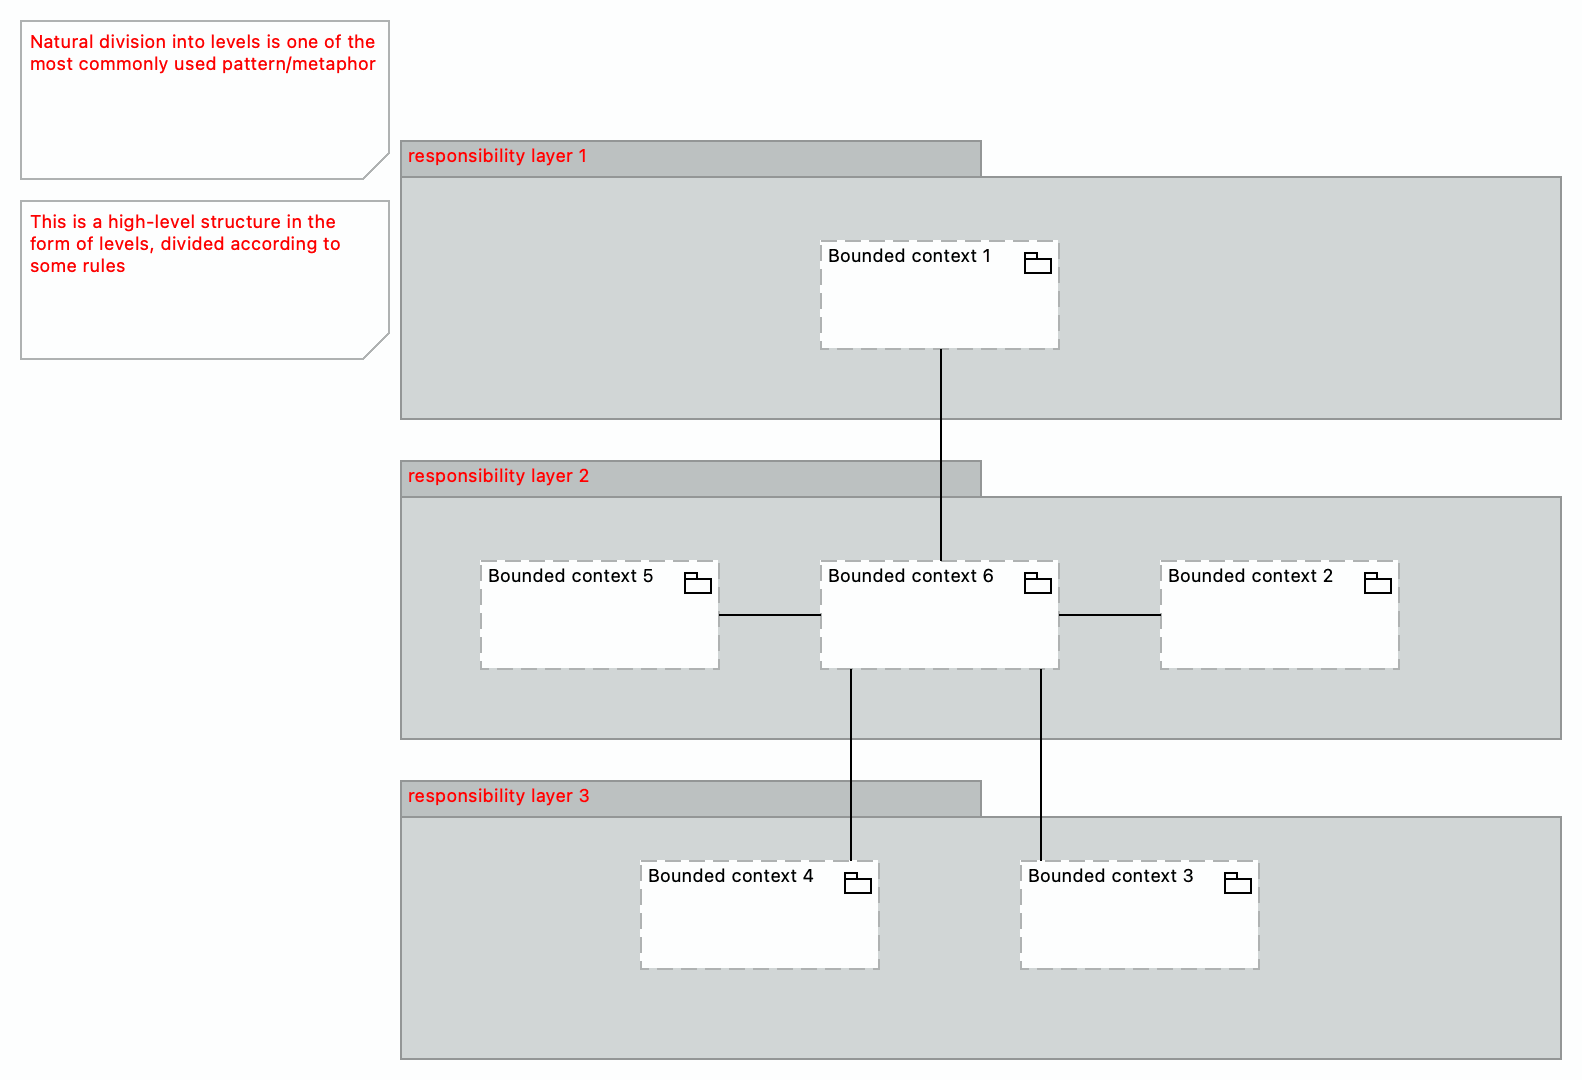 Natural division into levels is one of the
most commonly used pattern/metaphor
This is a high-level structure in the
form of levels, divided according to
some rules
responsibility layer 1
Bounded context 1
responsibility layer 2
Bounded context 5
Bounded context 6
Bounded context 2
responsibility layer 3
Bounded context 4
Bounded context 3